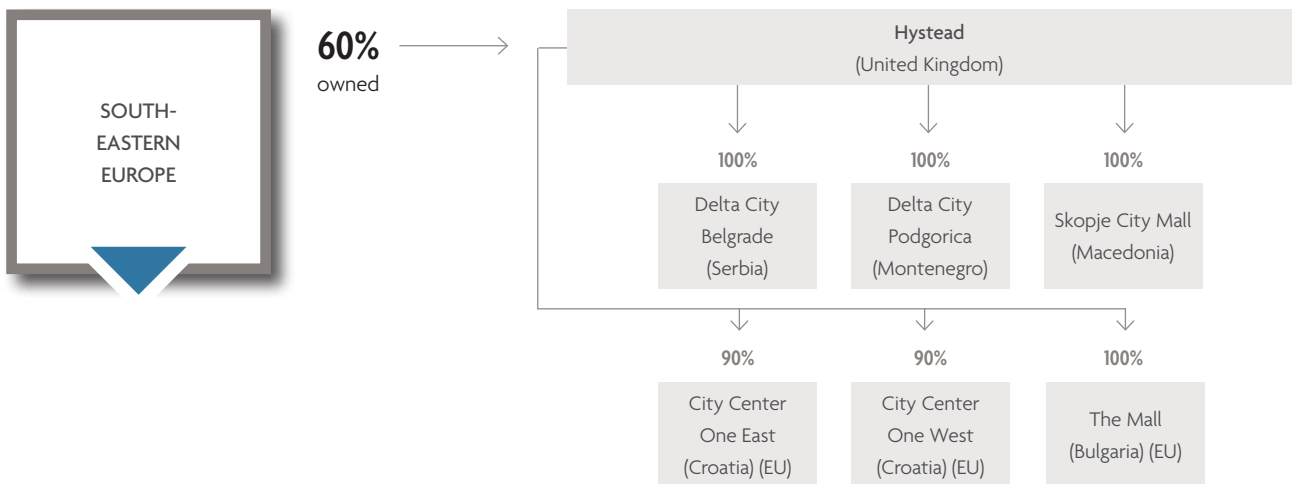 SOUTH-
EASTERN
EUROPE
60%
owned
Hystead
(United Kingdom)
100%
100%
100%
Delta City
Belgrade
(Serbia)
Delta City
Podgorica
(Montenegro)
Skopje City Mall
(Macedonia)
90%
90%
100%
City Center
One East
(Croatia) (EU)
City Center
One West
(Croatia) (EU)
The Mall
(Bulgaria) (EU)